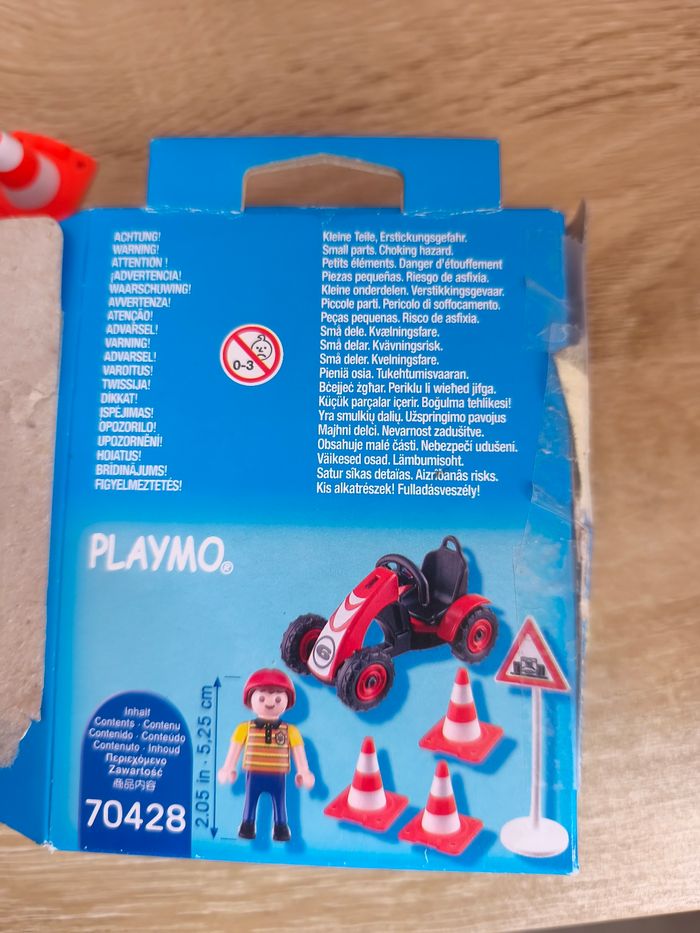 ACHTUNG!
WARNING!
ATTENTION !
¡ADVERTENCIA!
WAARSCHUWING!
AVVERTENZA!
ATENÇÃO!
ADVARSEL!
VARNING!
ADVARSEL!
VAROITUS!
TWISSIJA!
DİKKAT!
ĮSPĖJIMAS!
OPOZORILO!
UPOZORNĚNÍ!
HOIATUS!
BRĪDINĀJUMS!
FIGYELMEZTETÉS!
0-3
Kleine Teile, Erstickungsgefahr.
Small parts. Choking hazard.
Petits éléments. Danger d'étouffement
Piezas pequeñas. Riesgo de asfixia.
Kleine onderdelen. Verstikkingsgevaar.
Piccole parti. Pericolo di soffocamento.
Peças pequenas. Risco de asfixia.
Små dele. Kvælningsfare.
Små delar. Kvävningsrisk.
Små deler. Kvelningsfare.
Pieniä osia. Tukehtumisvaaran.
Bċejjeċ żgħar. Periklu li wieħed jifga.
Küçük parçalar içerir. Boğulma tehlikesi!
Yra smulkių dalių. Užspringimo pavojus
Majhni delci. Nevarnost zadušitve.
Obsahuje malé části. Nebezpečí udušení.
Väikesed osad. Lämbumisoht.
Satur sīkas detaļas. Aizrīšanās risks.
Kis alkatrészek! Fulladásveszély!
PLAYMO®
6
Inhalt
Contents · Contenu
Contenido · Conteúdo
Contenuto · Inhoud
Περιεχόμενο
Zawartość
商品内容
70428
2.05 in · 5,25 cm